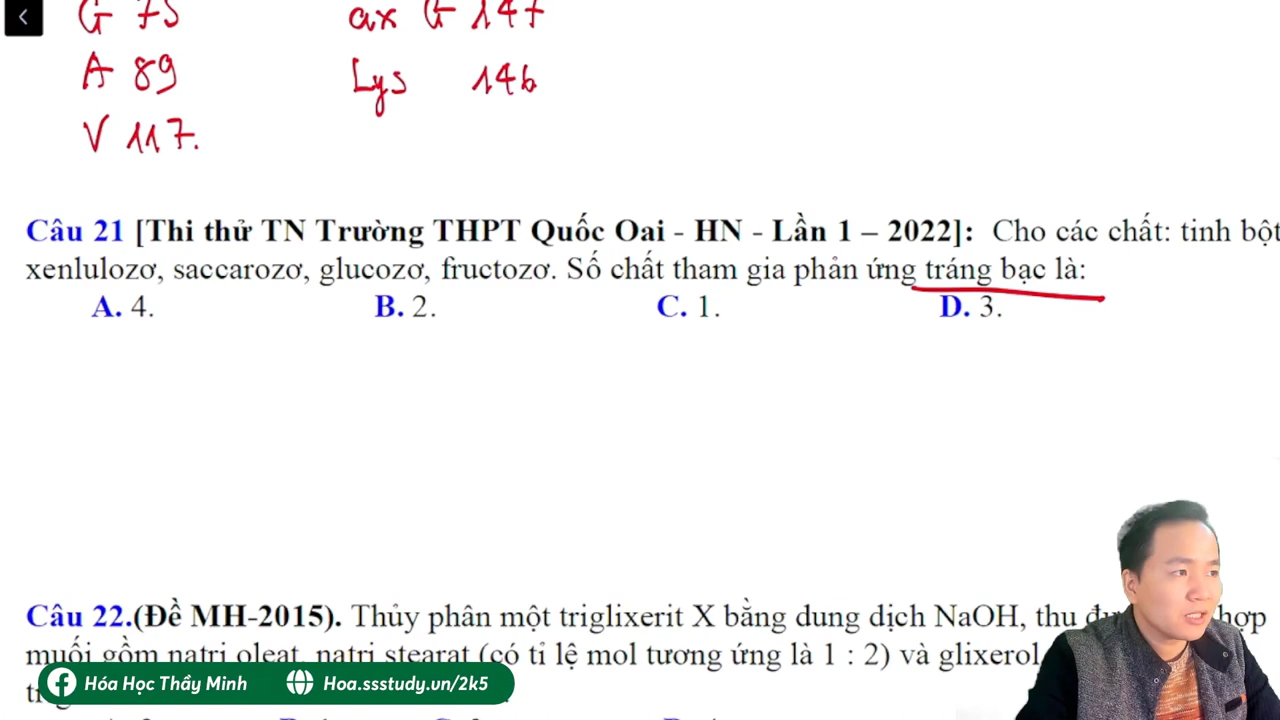 G 75 ax G 147
A 89 Lys 146
V 117.
Câu 21 [Thi thử TN Trường THPT Quốc Oai - HN - Lần 1 – 2022]: Cho các chất: tinh bột
xenlulozơ, saccarozơ, glucozơ, fructozơ. Số chất tham gia phản ứng tráng bạc là:
A. 4. B. 2. C. 1. D. 3.
Câu 22.(Đề MH-2015). Thủy phân một triglixerit X bằng dung dịch NaOH, thu hợp
muối gồm natri oleat, natri stearat (có tỉ lệ mol tương ứng là 1 : 2) và glixerol
Hóa Học Thầy Minh Hoa.ssstudy.vn/2k5